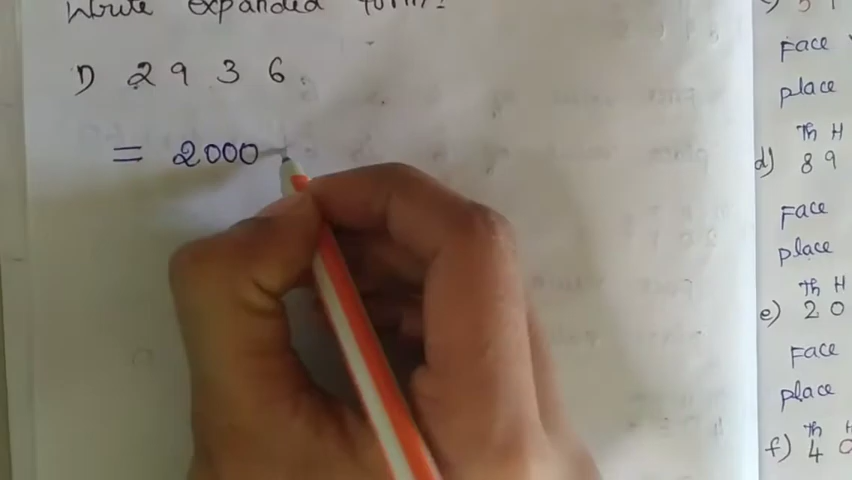 Write expanded form:
1) 2 9 3 6
= 2000
Face
place
Th H
d) 8 9
Face
place
Th H
e) 2 0
Face
place
Th H
f) 4 0